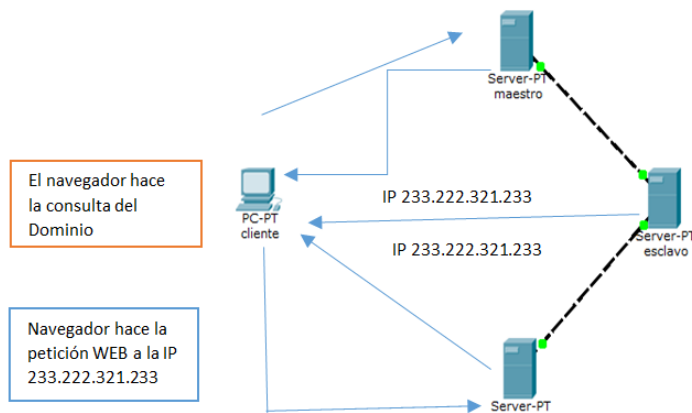 Server-PT
maestro
El navegador hace
la consulta del
Dominio
PC-PT
cliente
IP 233.222.321.233
Server-PT
esclavo
IP 233.222.321.233
Navegador hace la
petición WEB a la IP
233.222.321.233
Server-PT